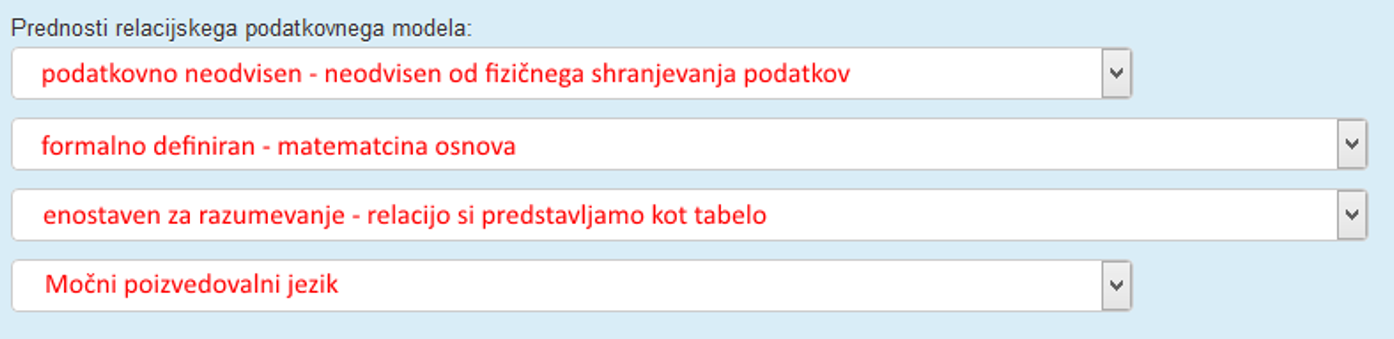 Prednosti relacijskega podatkovnega modela:
podatkovno neodvisen - neodvisen od fizičnega shranjevanja podatkov
formalno definiran - matematcina osnova
enostaven za razumevanje - relacijo si predstavljamo kot tabelo
Močni poizvedovalni jezik